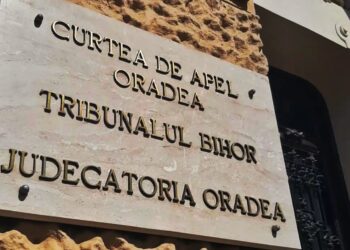 CURTEA DE APEL
ORADEA
TRIBUNALUL BIHOR
JUDECATORIA ORADEA